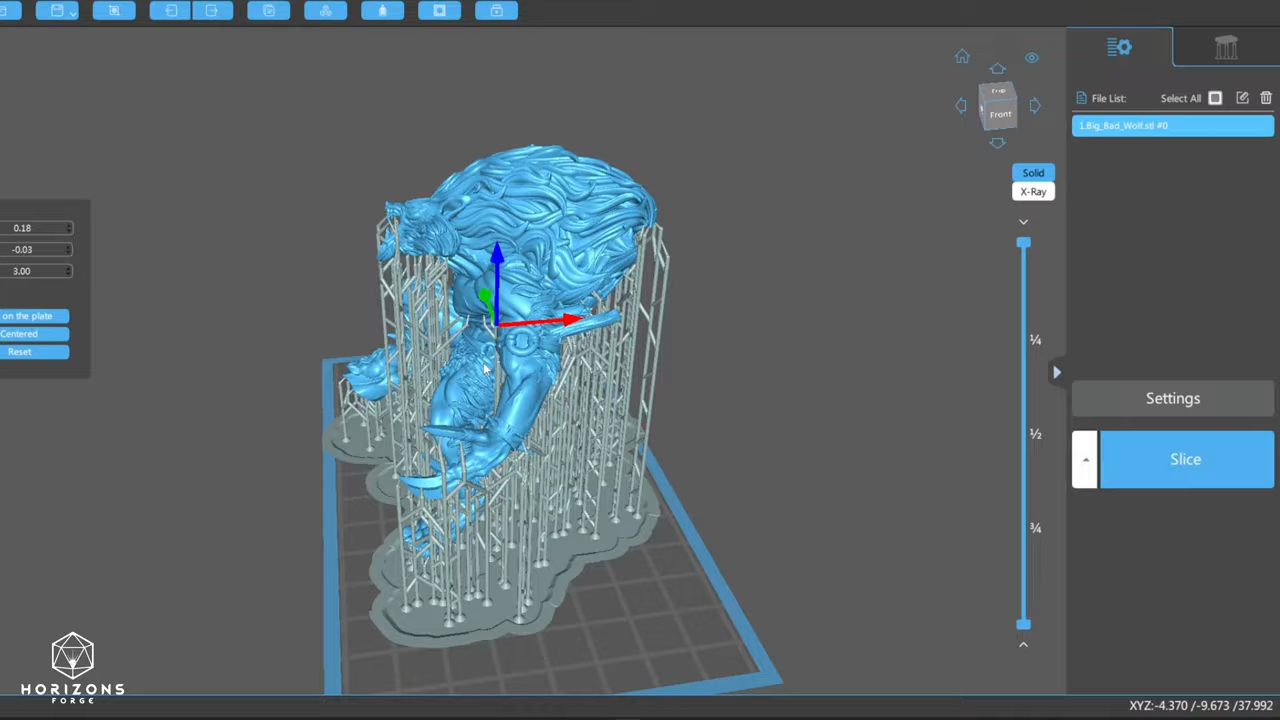 File List:
Select All
1.Big_Bad_Wolf.stl #0
Top
Front
Solid
X-Ray
0.18
-0.03
3.00
on the plate
Centered
Reset
¼
½
¾
Settings
Slice
HORIZONS
FORGE
XYZ:-4.370 /-9.673 /37.992